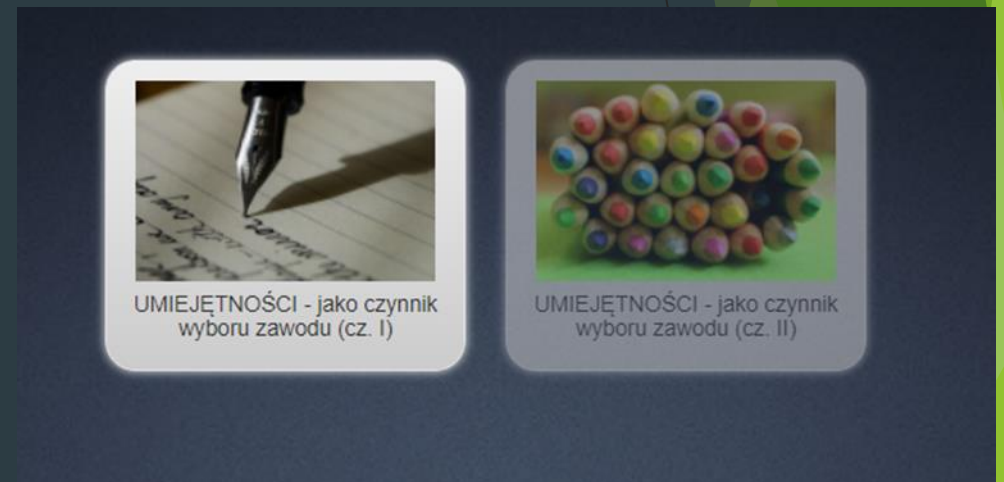 UMIEJĘTNOŚCI - jako czynnik
wyboru zawodu (cz. I)
UMIEJĘTNOŚCI - jako czynnik
wyboru zawodu (cz. II)